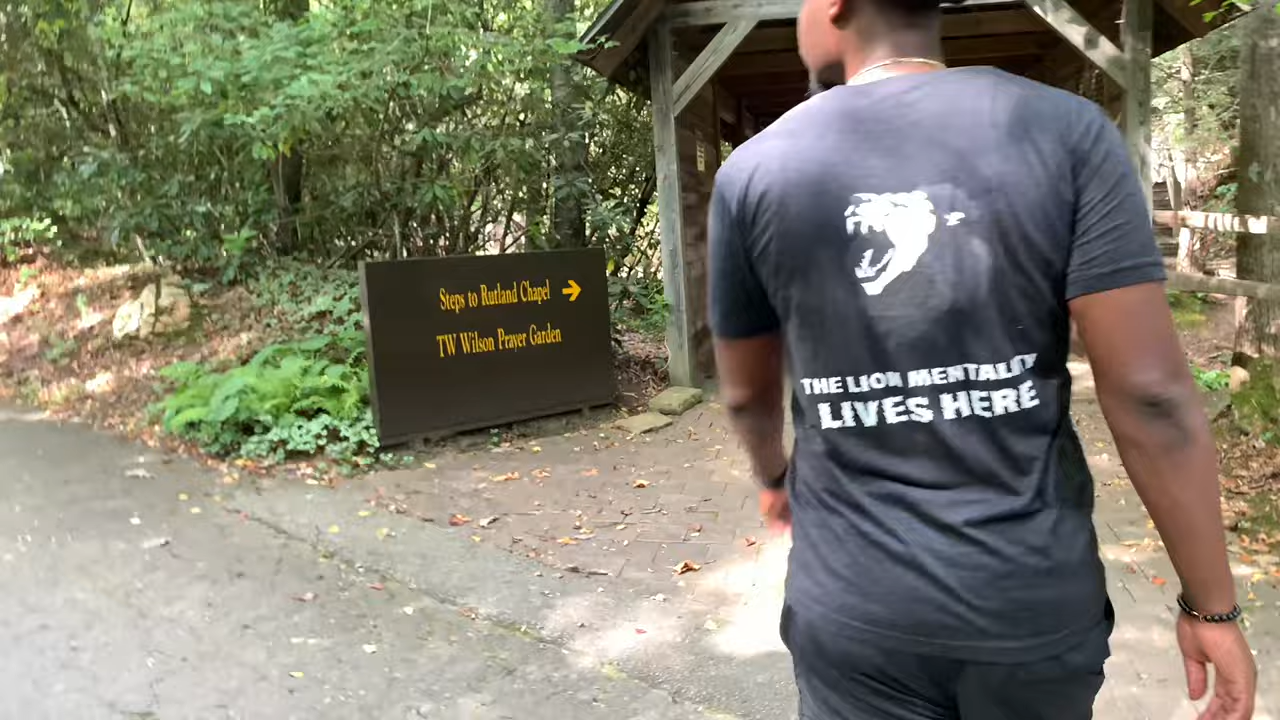 Steps to Rutland Chapel →
TW Wilson Prayer Garden
THE LION MENTALITY
LIVES HERE